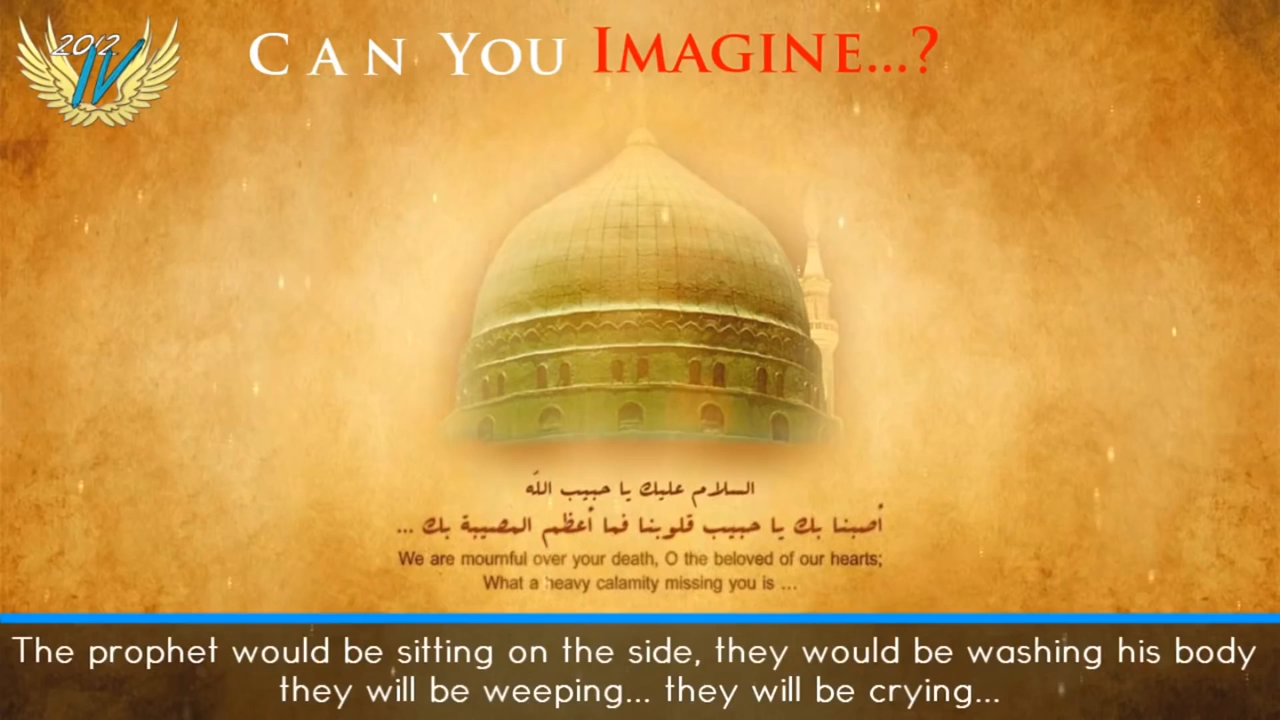 2012
IV
CAN YOU IMAGINE...?
السلام عليك يا حبيب الله
أصبنا بك يا حبيب قلوبنا فما أعظم المصيبة بك ...
We are mournful over your death, O the beloved of our hearts;
What a heavy calamity missing you is ...
The prophet would be sitting on the side, they would be washing his body
they will be weeping... they will be crying...